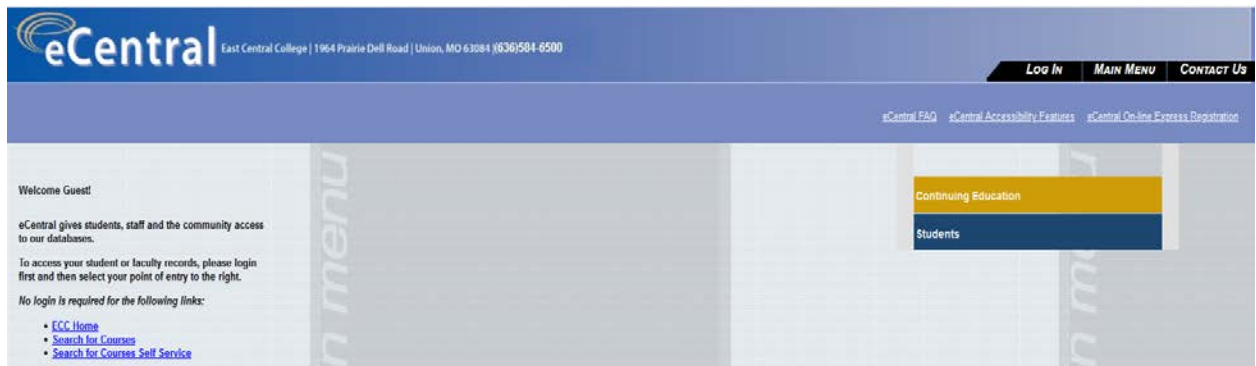 eCentral East Central College | 1964 Prairie Dell Road | Union, MO 63084 |(636)584-6500
Log In Main Menu Contact Us
eCentral FAQ eCentral Accessibility Features eCentral On-line Express Registration
Welcome Guest!
eCentral gives students, staff and the community access
to our databases.
To access your student or faculty records, please login
first and then select your point of entry to the right.
No login is required for the following links:
• ECC Home
• Search for Courses
• Search for Courses Self Service
n menu
Continuing Education
Students
n me